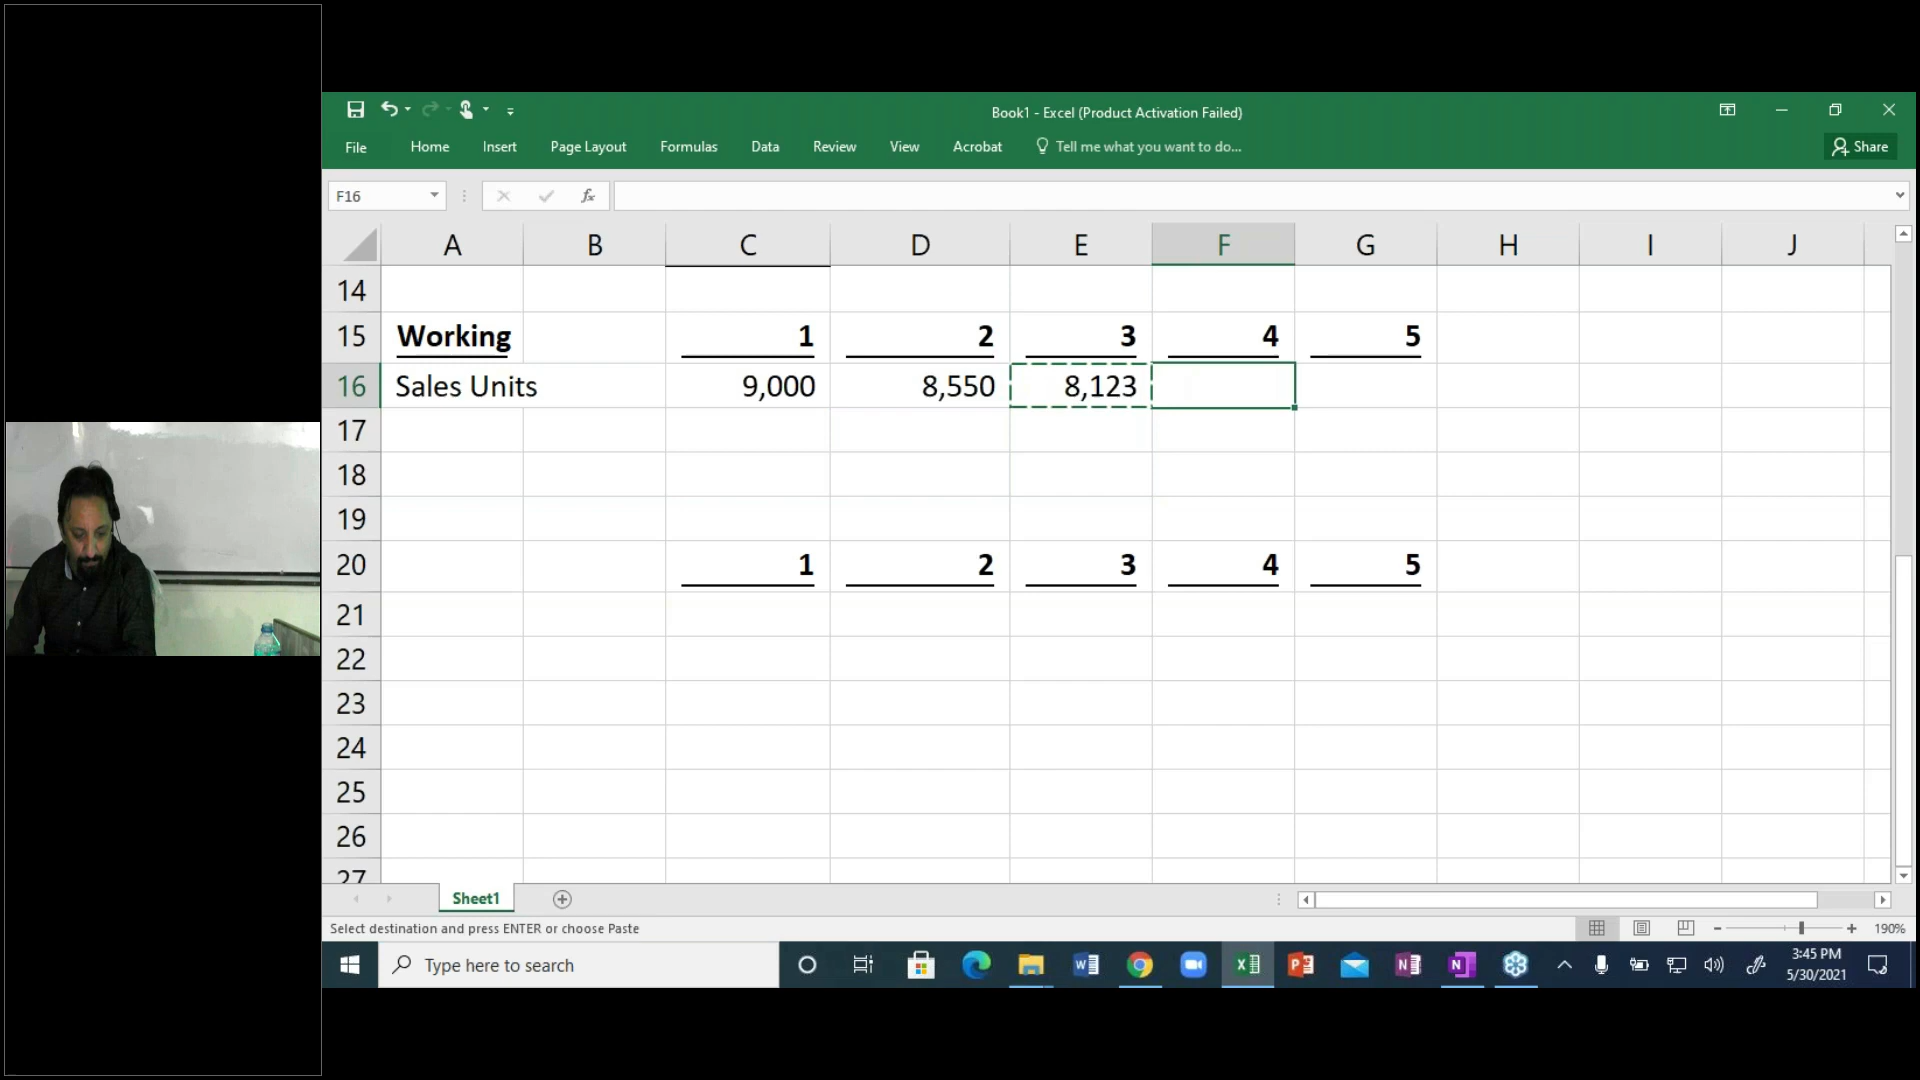 Book1 - Excel (Product Activation Failed)
File Home Insert Page Layout Formulas Data Review View Acrobat Tell me what you want to do... Share
F16 fx
A B C D E F G H I J
14
15 Working 1 2 3 4 5
16 Sales Units 9,000 8,550 8,123
17
18
19
20 1 2 3 4 5
21
22
23
24
25
26
27
Sheet1
Select destination and press ENTER or choose Paste 190%
Type here to search 3:45 PM
5/30/2021